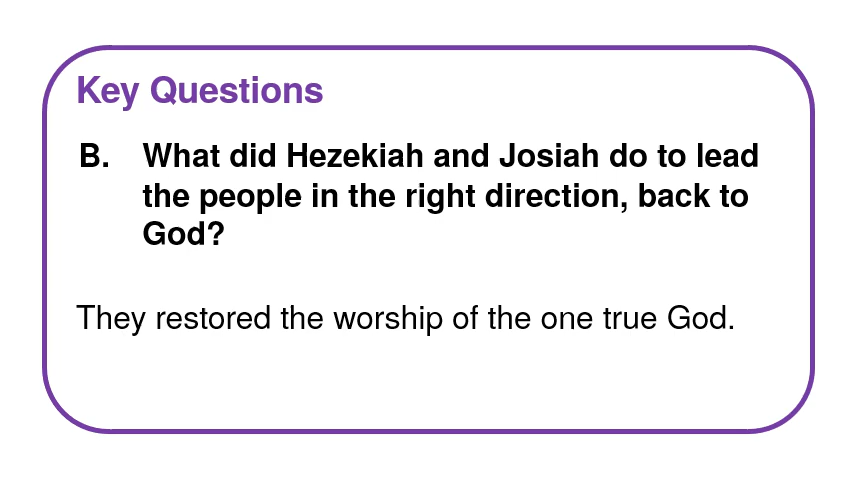 Key Questions
B. What did Hezekiah and Josiah do to lead
the people in the right direction, back to
God?
They restored the worship of the one true God.